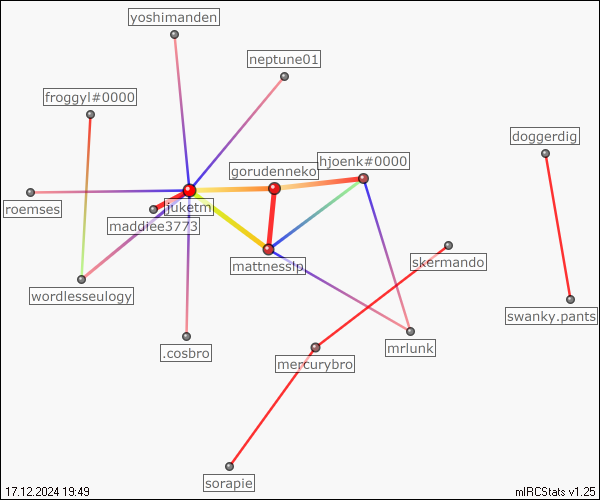 yoshimanden
neptune01
froggyl#0000
doggerdig
hjoenk#0000
gorudenneko
roemses
juketm
maddiee3773
skermando
mattnesslp
wordlesseulogy
swanky.pants
.cosbro
mrlunk
mercurybro
sorapie
17.12.2024 19:49
mIRCStats v1.25